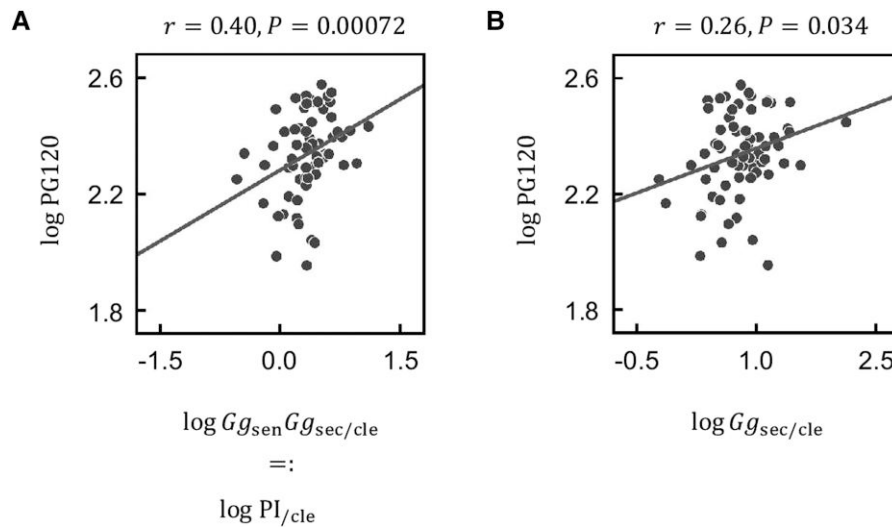 A
r = 0.40, P = 0.00072
log PG120
2.6
2.2
1.8
-1.5
0.0
1.5
log Gg_sen Gg_sec/cle
=:
log PI_/cle
B
r = 0.26, P = 0.034
log PG120
2.6
2.2
1.8
-0.5
1.0
2.5
log Gg_sec/cle